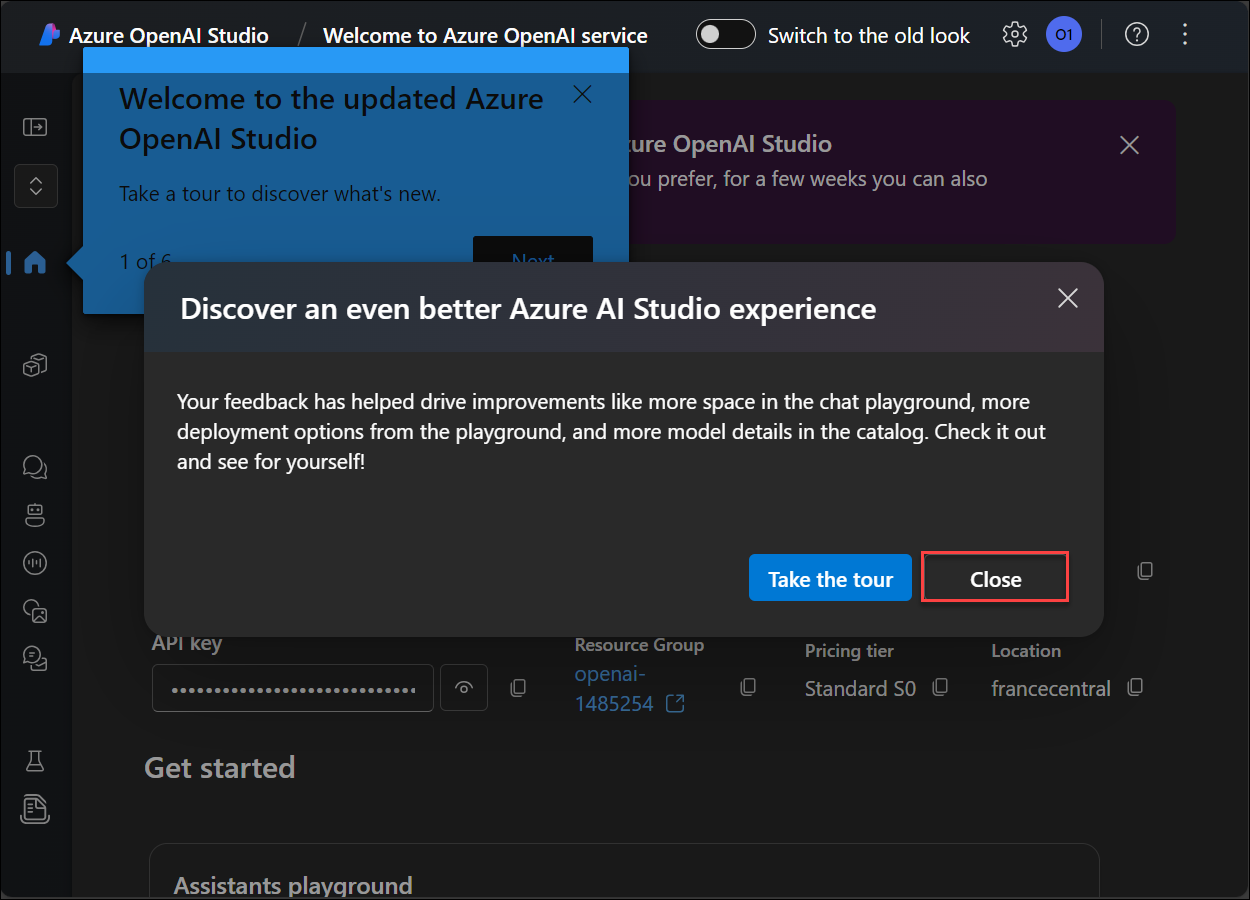 Azure OpenAI Studio / Welcome to Azure OpenAI service Switch to the old look O1
Welcome to the updated Azure
OpenAI Studio
Take a tour to discover what's new.
1 of 6 Next
OpenAI Studio
you prefer, for a few weeks you can also
Discover an even better Azure AI Studio experience
Your feedback has helped drive improvements like more space in the chat playground, more
deployment options from the playground, and more model details in the catalog. Check it out
and see for yourself!
Take the tour Close
API key Resource Group Pricing tier Location
openai-
1485254 Standard S0 francecentral
Get started
Assistants playground